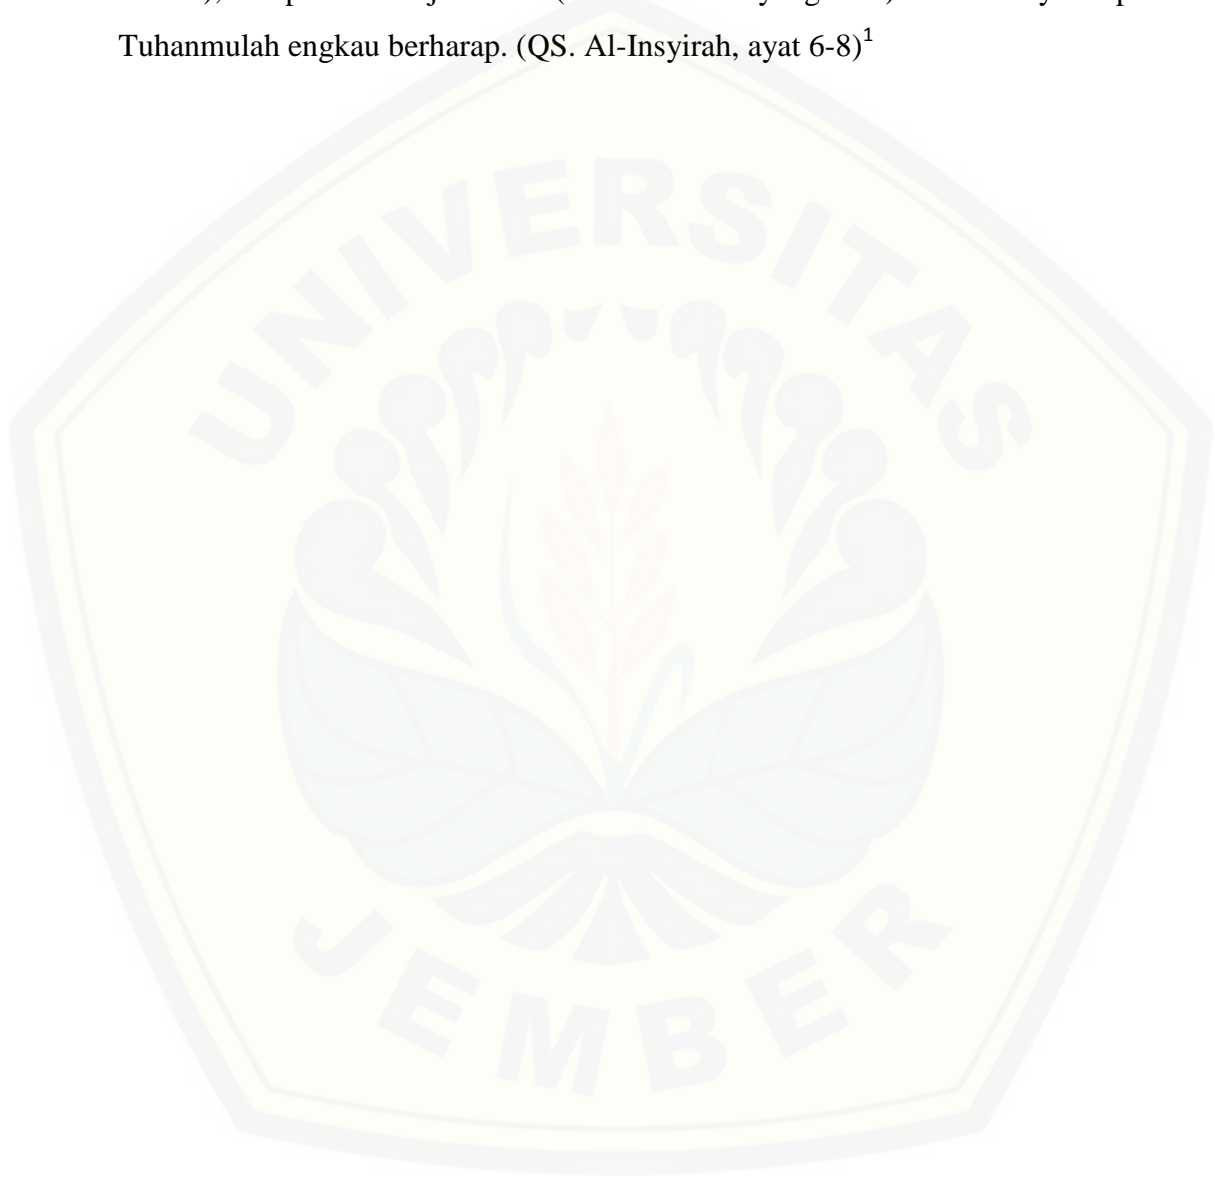 Tuhanmulah engkau berharap. (QS. Al-Insyirah, ayat 6-8)¹
UNIVERSITAS
JEMBER